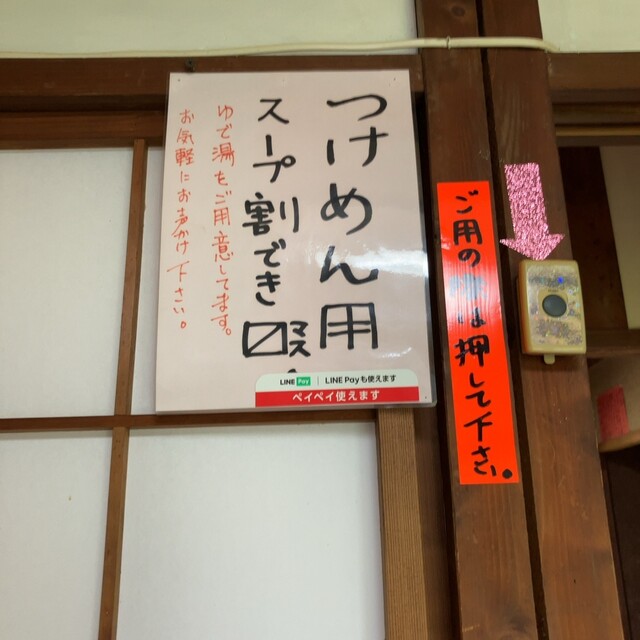 つけめん用
スープ割でき〼
ゆで湯もご用意してます。
お気軽にお声かけ下さい。
LINE Pay
LINE Payも使えます
ペイペイ使えます
ご用の時は押して下さい。